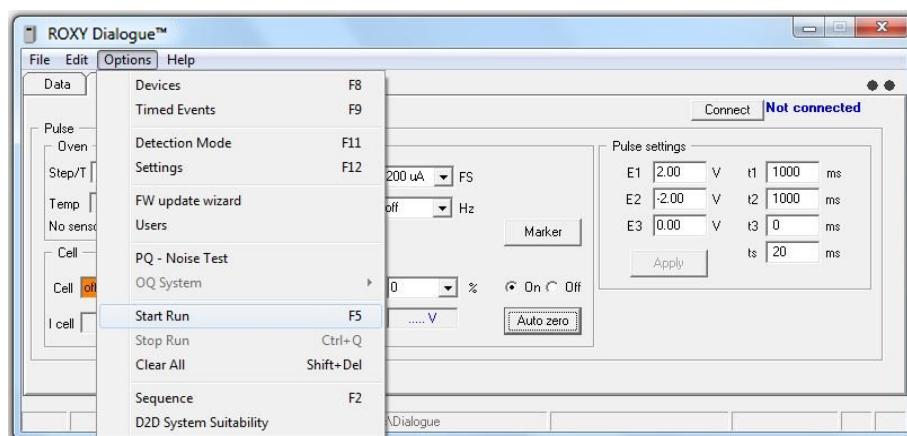 ROXY Dialogue™
File Edit Options Help
Data
Connect Not connected
Devices F8
Timed Events F9
Detection Mode F11
Settings F12
FW update wizard
Users
PQ - Noise Test
OQ System
Start Run F5
Stop Run Ctrl+Q
Clear All Shift+Del
Sequence F2
D2D System Suitability
Pulse
Oven
Step/T
Temp
Cell
Cell off
I cell
200 uA FS
off Hz
Marker
0 % On Off
..... V Auto zero
Pulse settings
E1 2.00 V t1 1000 ms
E2 -2.00 V t2 1000 ms
E3 0.00 V t3 0 ms
ts 20 ms
Apply
\Dialogue